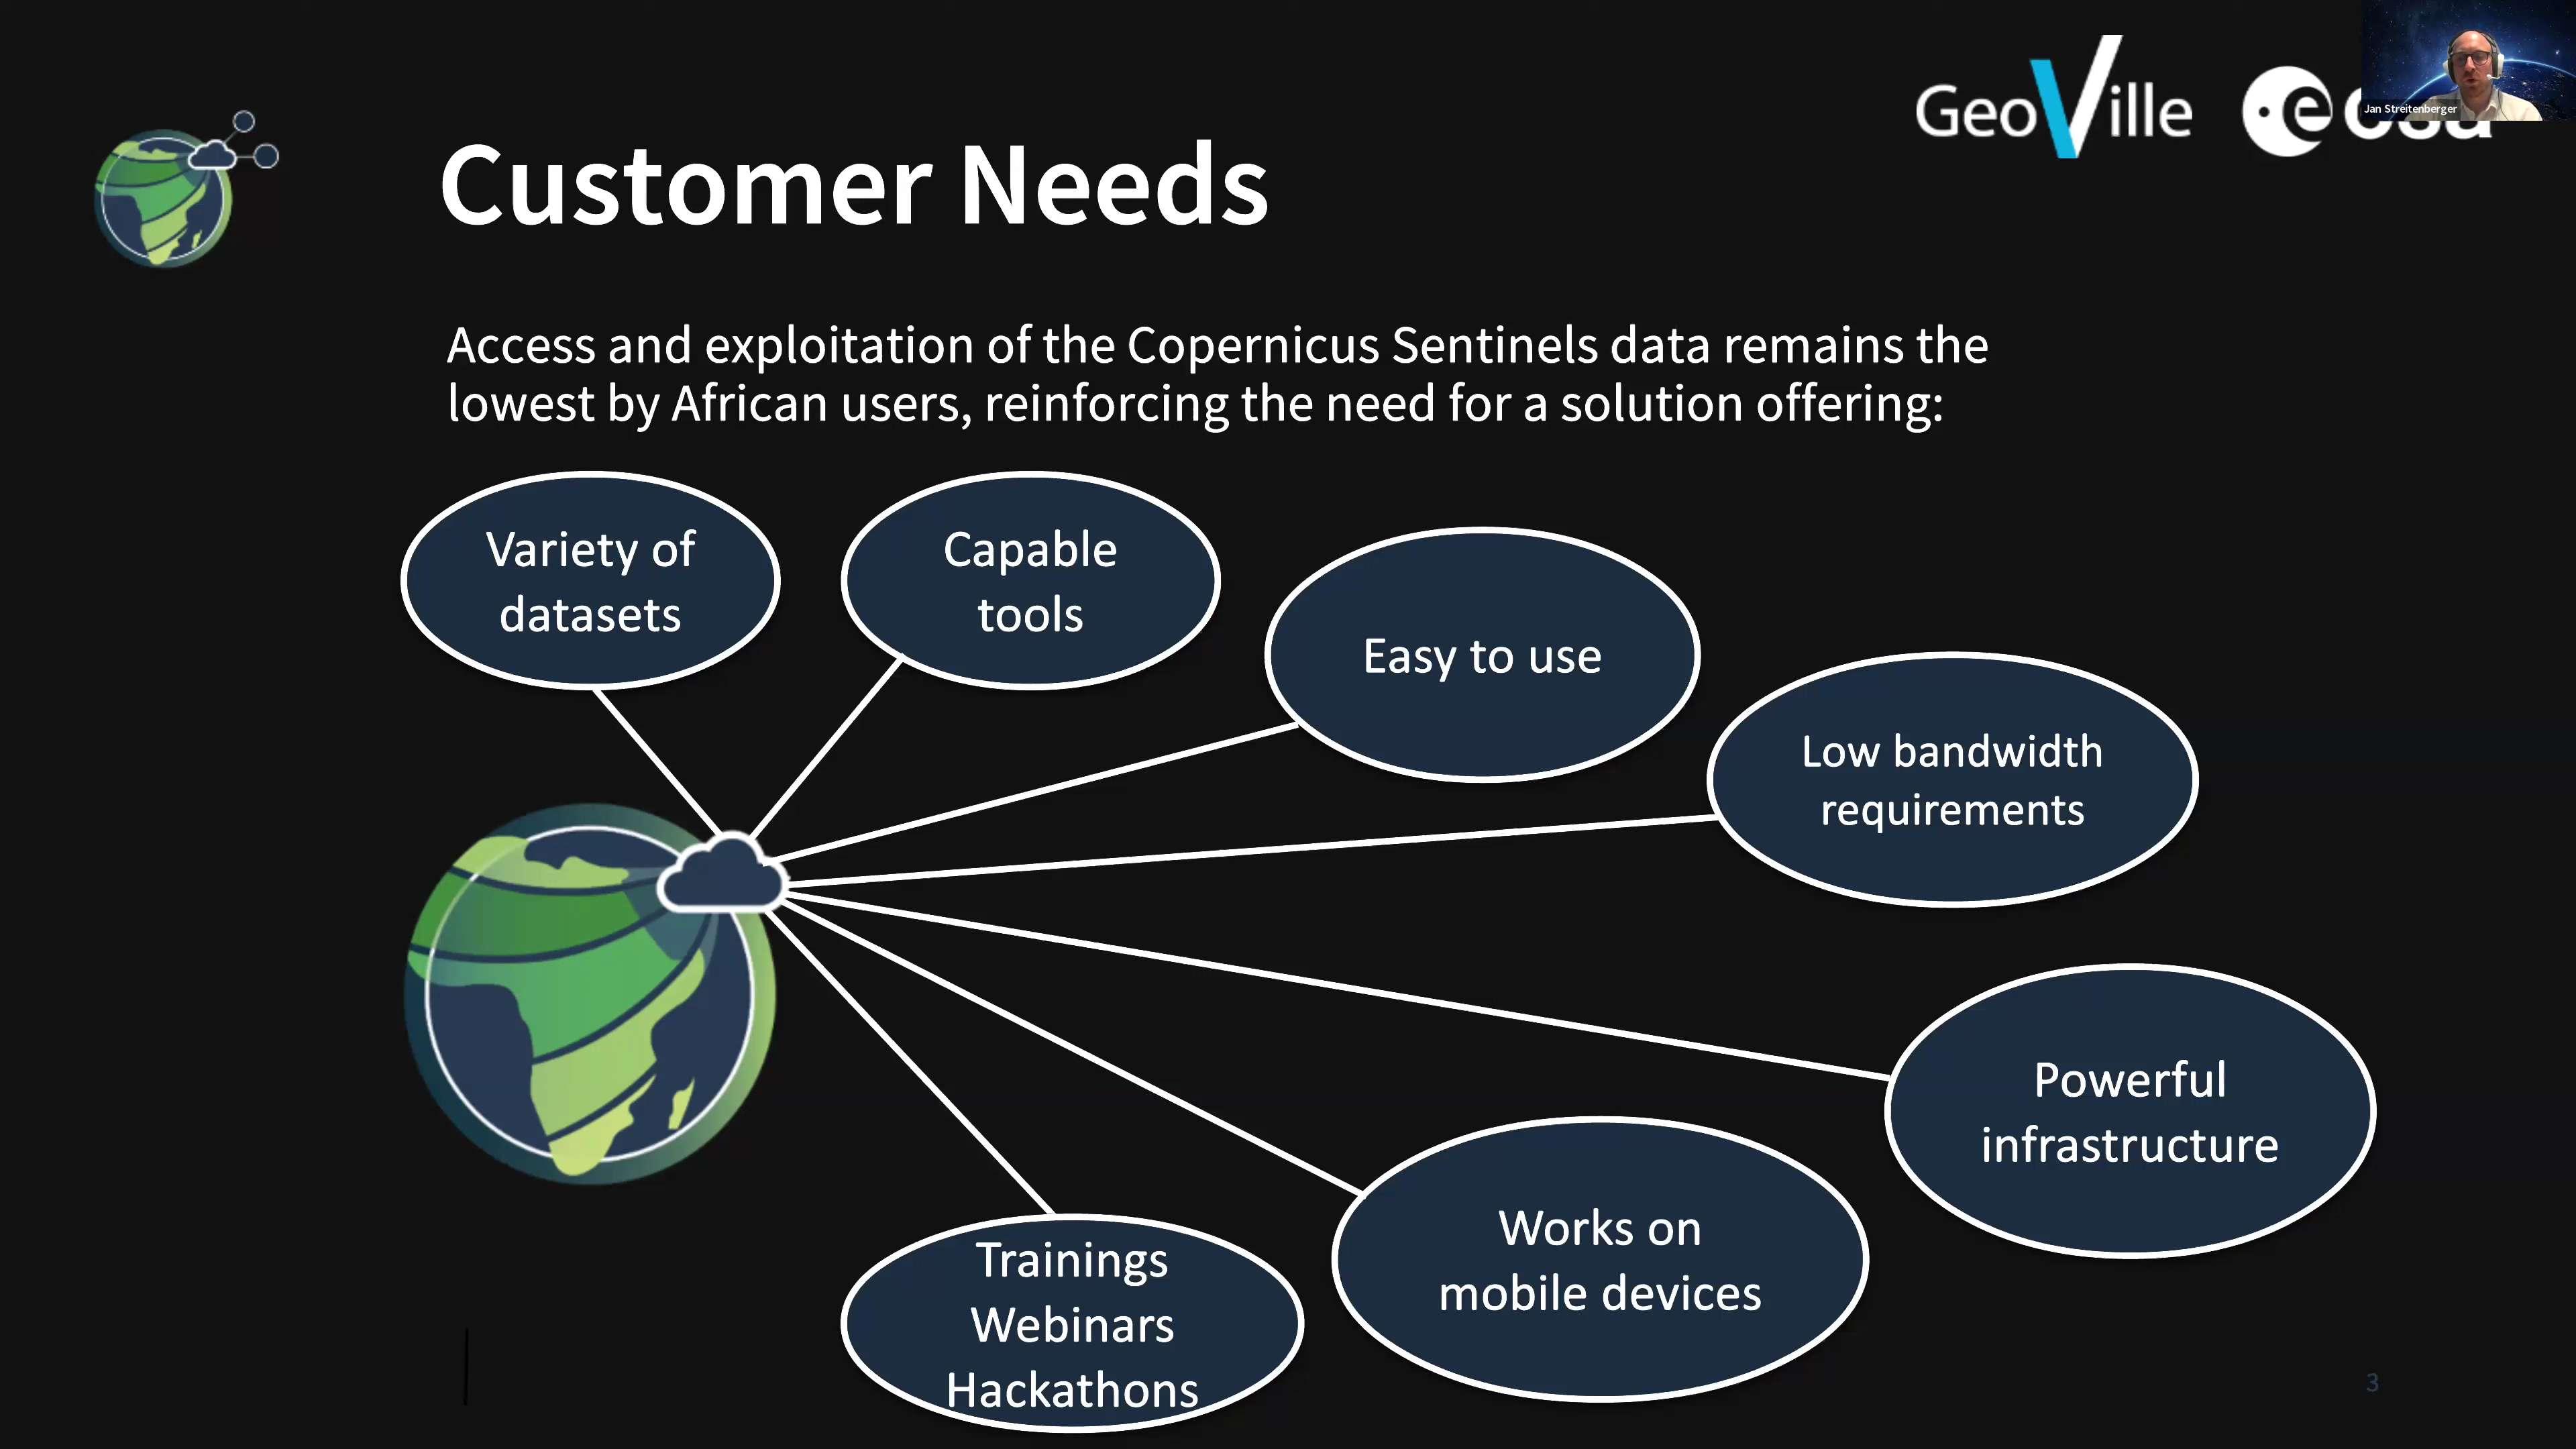 GeoVille
esa
Jan Streitenberger
Customer Needs
Access and exploitation of the Copernicus Sentinels data remains the
lowest by African users, reinforcing the need for a solution offering:
Variety of
datasets
Capable
tools
Easy to use
Low bandwidth
requirements
Powerful
infrastructure
Works on
mobile devices
Trainings
Webinars
Hackathons
3